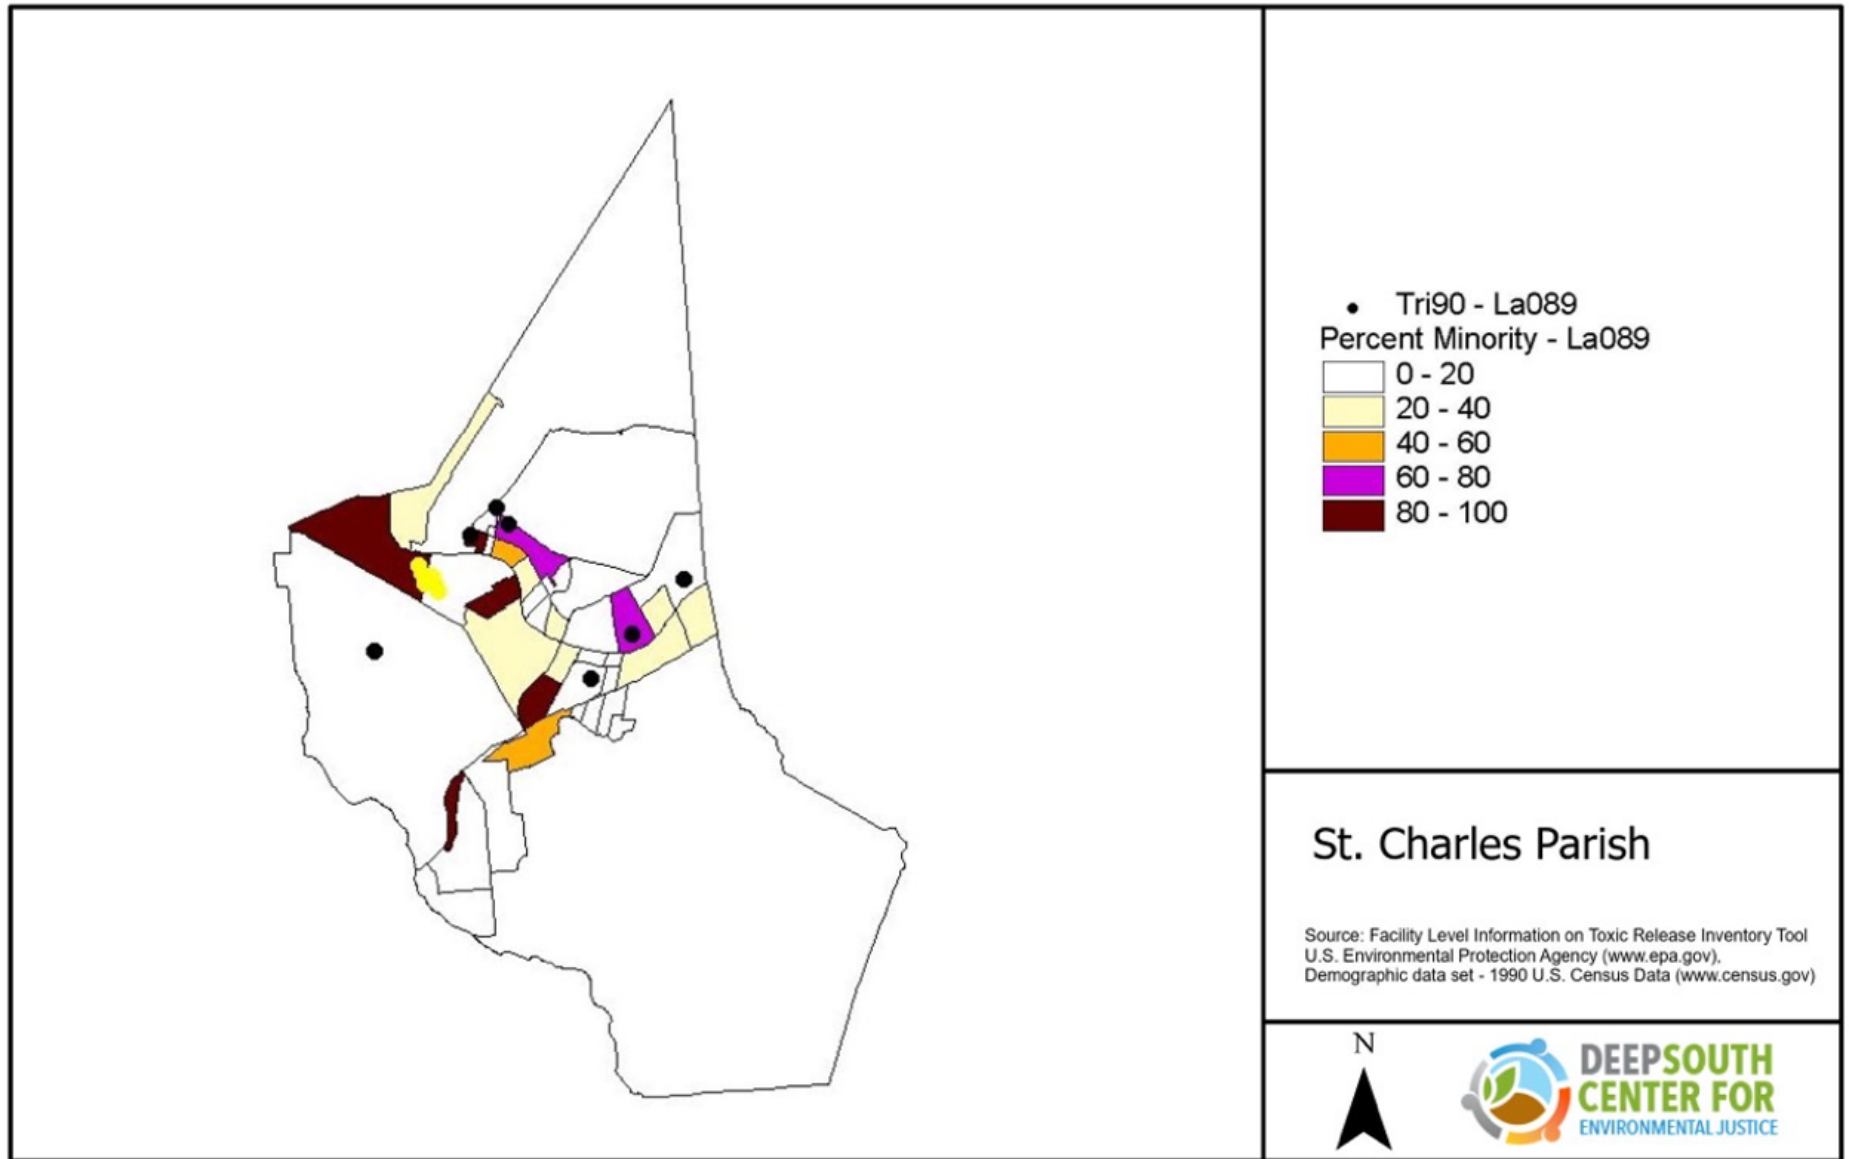 Tri90 - La089
Percent Minority - La089
0 - 20
20 - 40
40 - 60
60 - 80
80 - 100
St. Charles Parish
Source: Facility Level Information on Toxic Release Inventory Tool
U.S. Environmental Protection Agency (www.epa.gov),
Demographic data set - 1990 U.S. Census Data (www.census.gov)
N
DEEPSOUTH
CENTER FOR
ENVIRONMENTAL JUSTICE